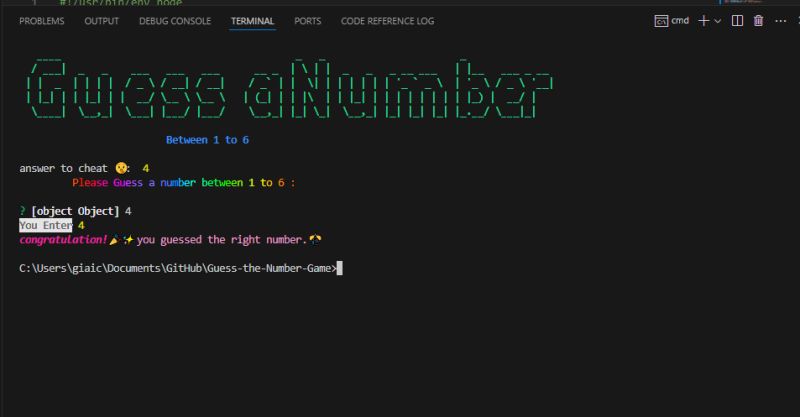 #!/usr/bin/env node
PROBLEMS OUTPUT DEBUG CONSOLE TERMINAL PORTS CODE REFERENCE LOG cmd
Guess a Number
Between 1 to 6
answer to cheat 🤫: 4
Please Guess a number between 1 to 6 :
? [object Object] 4
You Enter 4
congratulation!🎉✨you guessed the right number.🎊
C:\Users\giaic\Documents\GitHub\Guess-the-Number-Game>